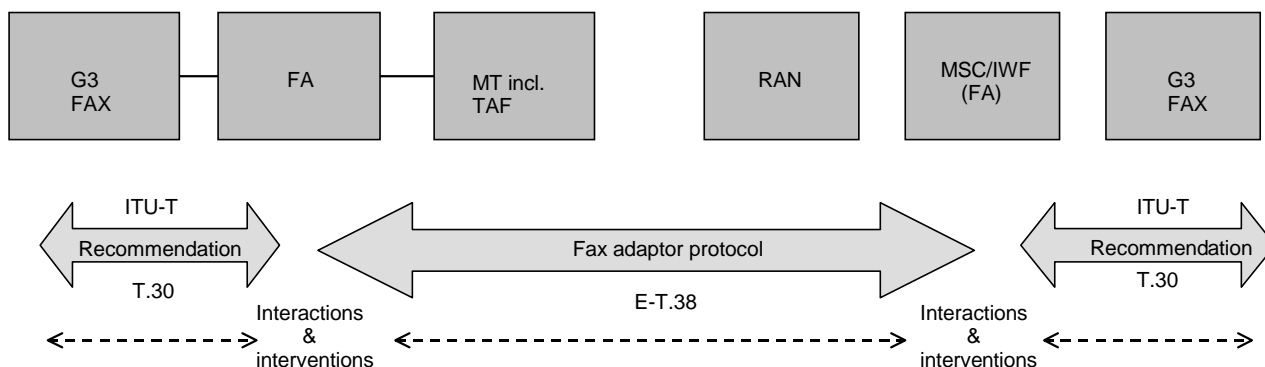 G3
FAX
FA
MT incl.
TAF
RAN
MSC/IWF
(FA)
G3
FAX
ITU-T
Recommendation
T.30
Fax adaptor protocol
E-T.38
ITU-T
Recommendation
T.30
Interactions
&
interventions
Interactions
&
interventions